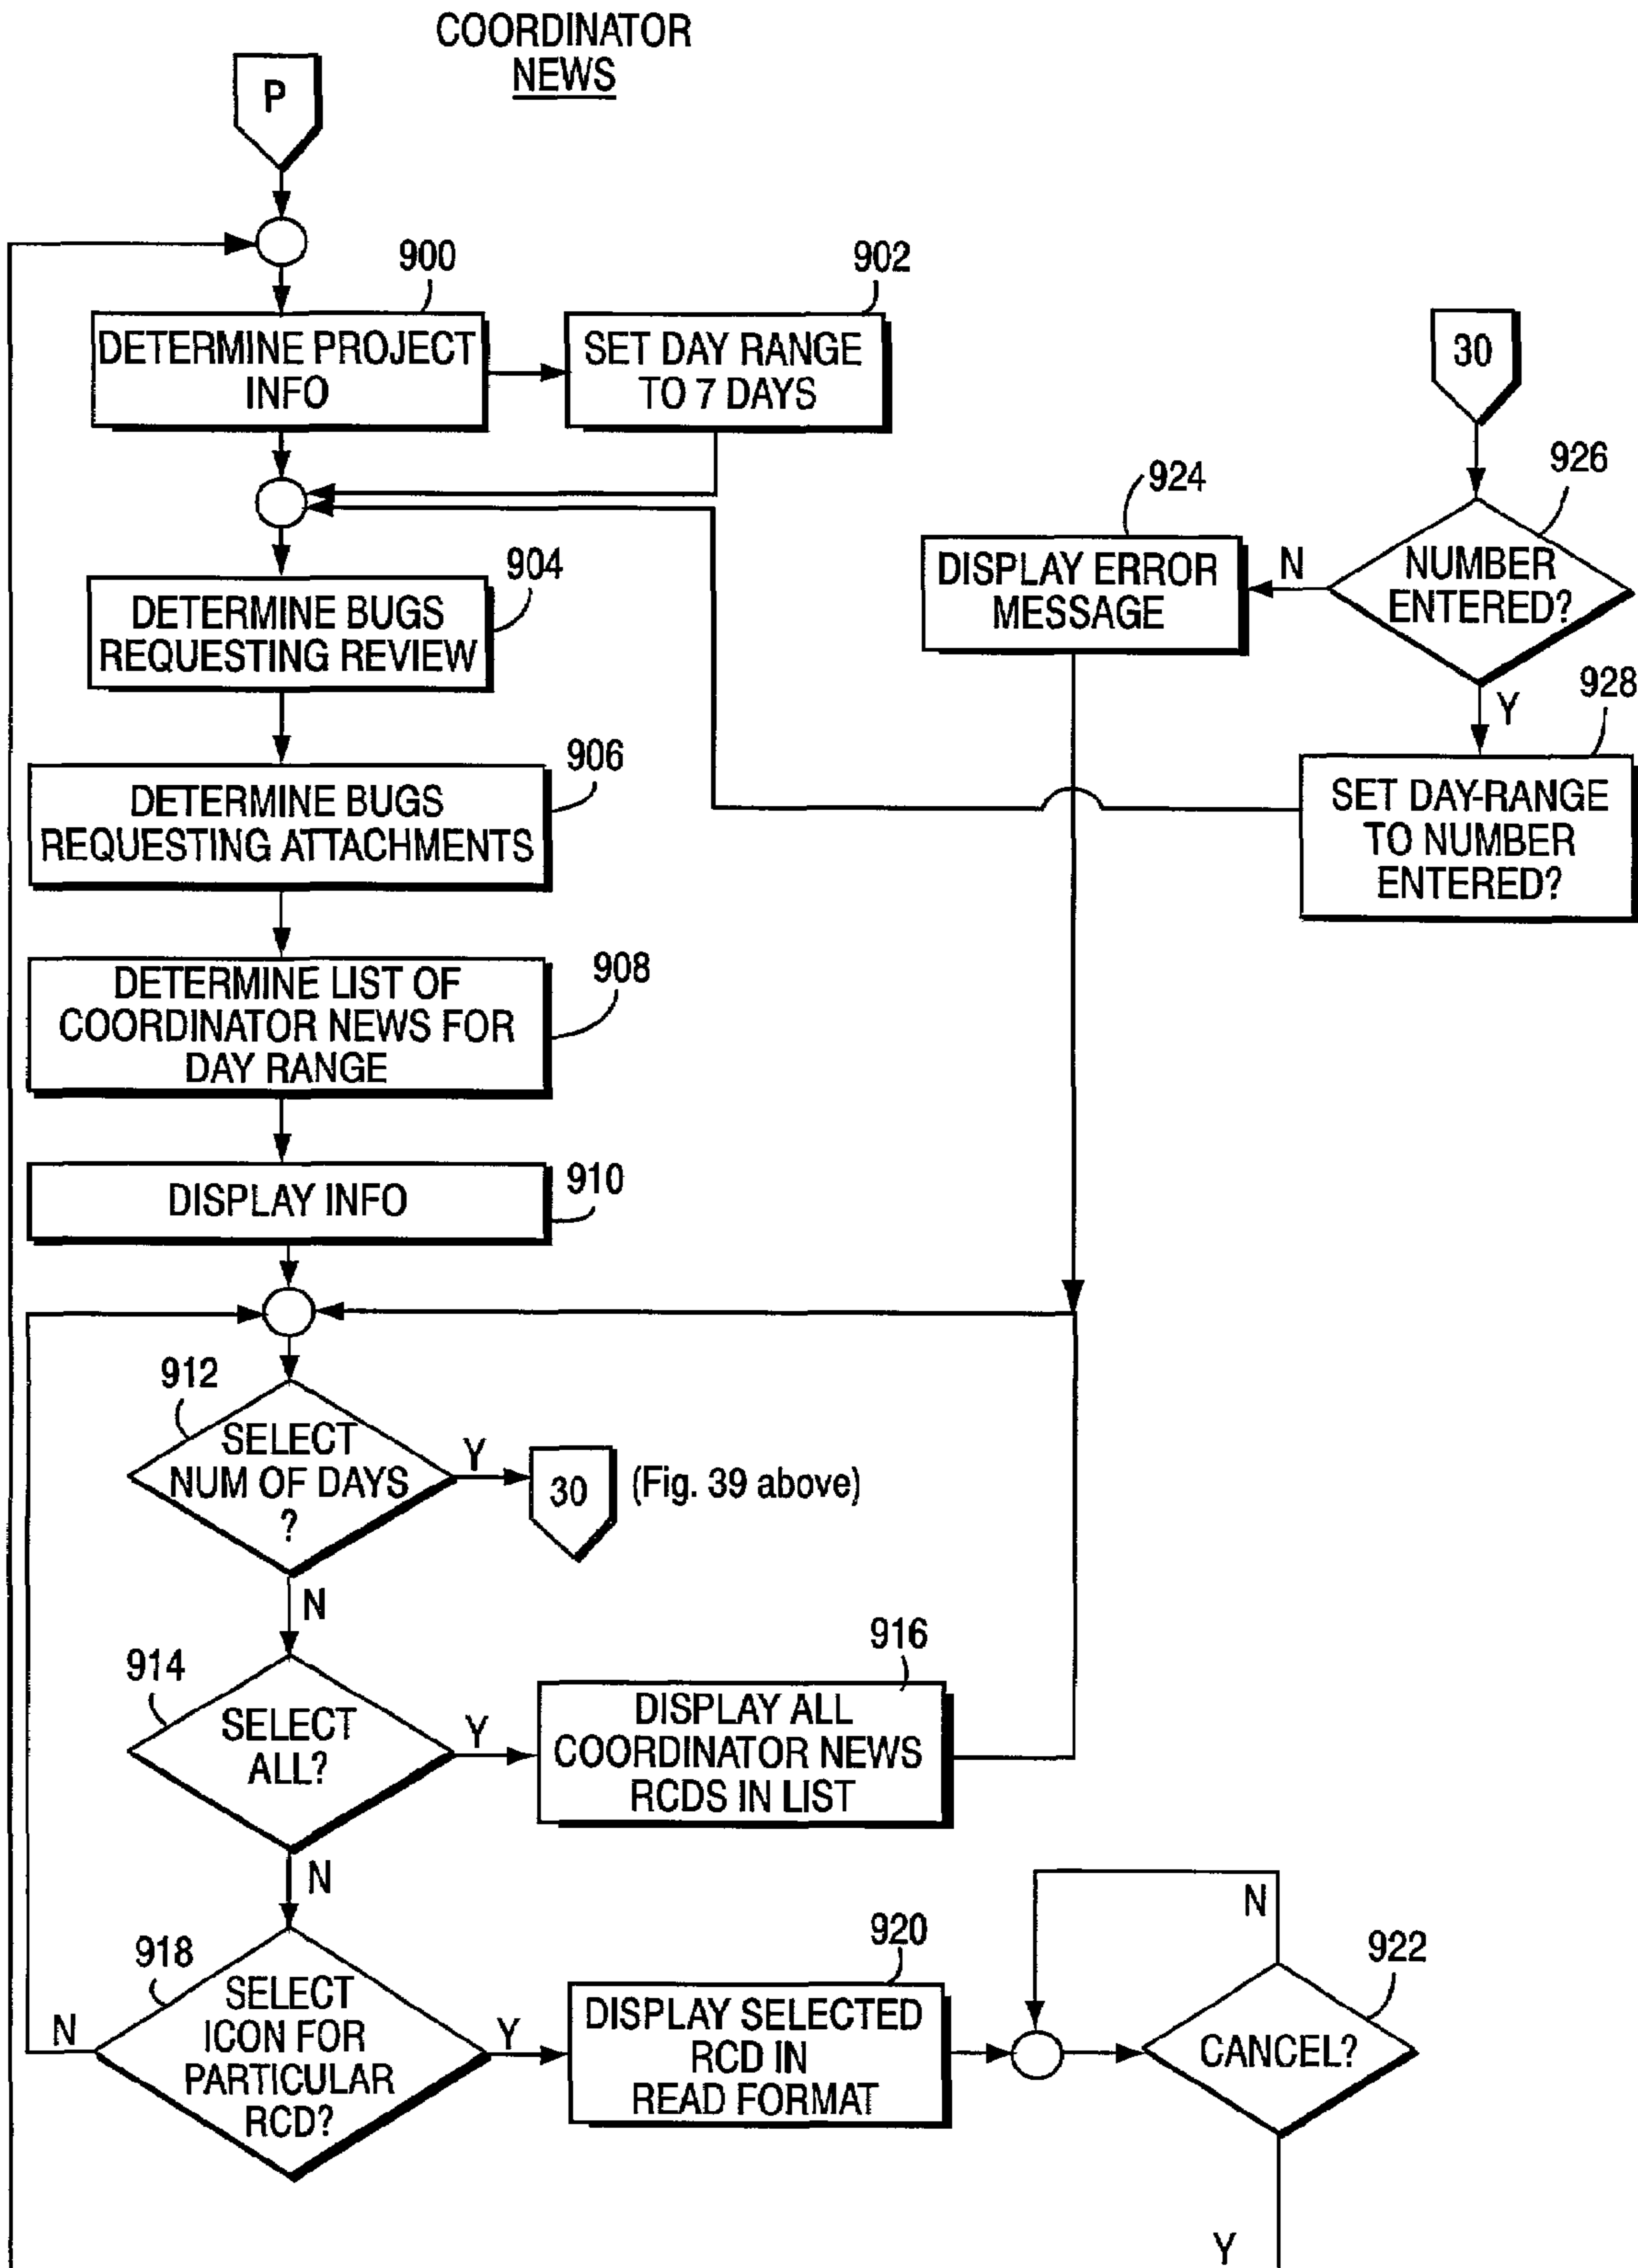 COORDINATOR
NEWS
P
900
DETERMINE PROJECT
INFO
902
SET DAY RANGE
TO 7 DAYS
30
926
NUMBER
ENTERED?
N
Y
924
DISPLAY ERROR
MESSAGE
928
SET DAY-RANGE
TO NUMBER
ENTERED?
904
DETERMINE BUGS
REQUESTING REVIEW
906
DETERMINE BUGS
REQUESTING ATTACHMENTS
908
DETERMINE LIST OF
COORDINATOR NEWS FOR
DAY RANGE
910
DISPLAY INFO
912
SELECT
NUM OF DAYS
?
Y
30
(Fig. 39 above)
N
914
SELECT
ALL?
Y
916
DISPLAY ALL
COORDINATOR NEWS
RCDS IN LIST
N
918
SELECT
ICON FOR
PARTICULAR
RCD?
N
Y
920
DISPLAY SELECTED
RCD IN
READ FORMAT
N
922
CANCEL?
Y